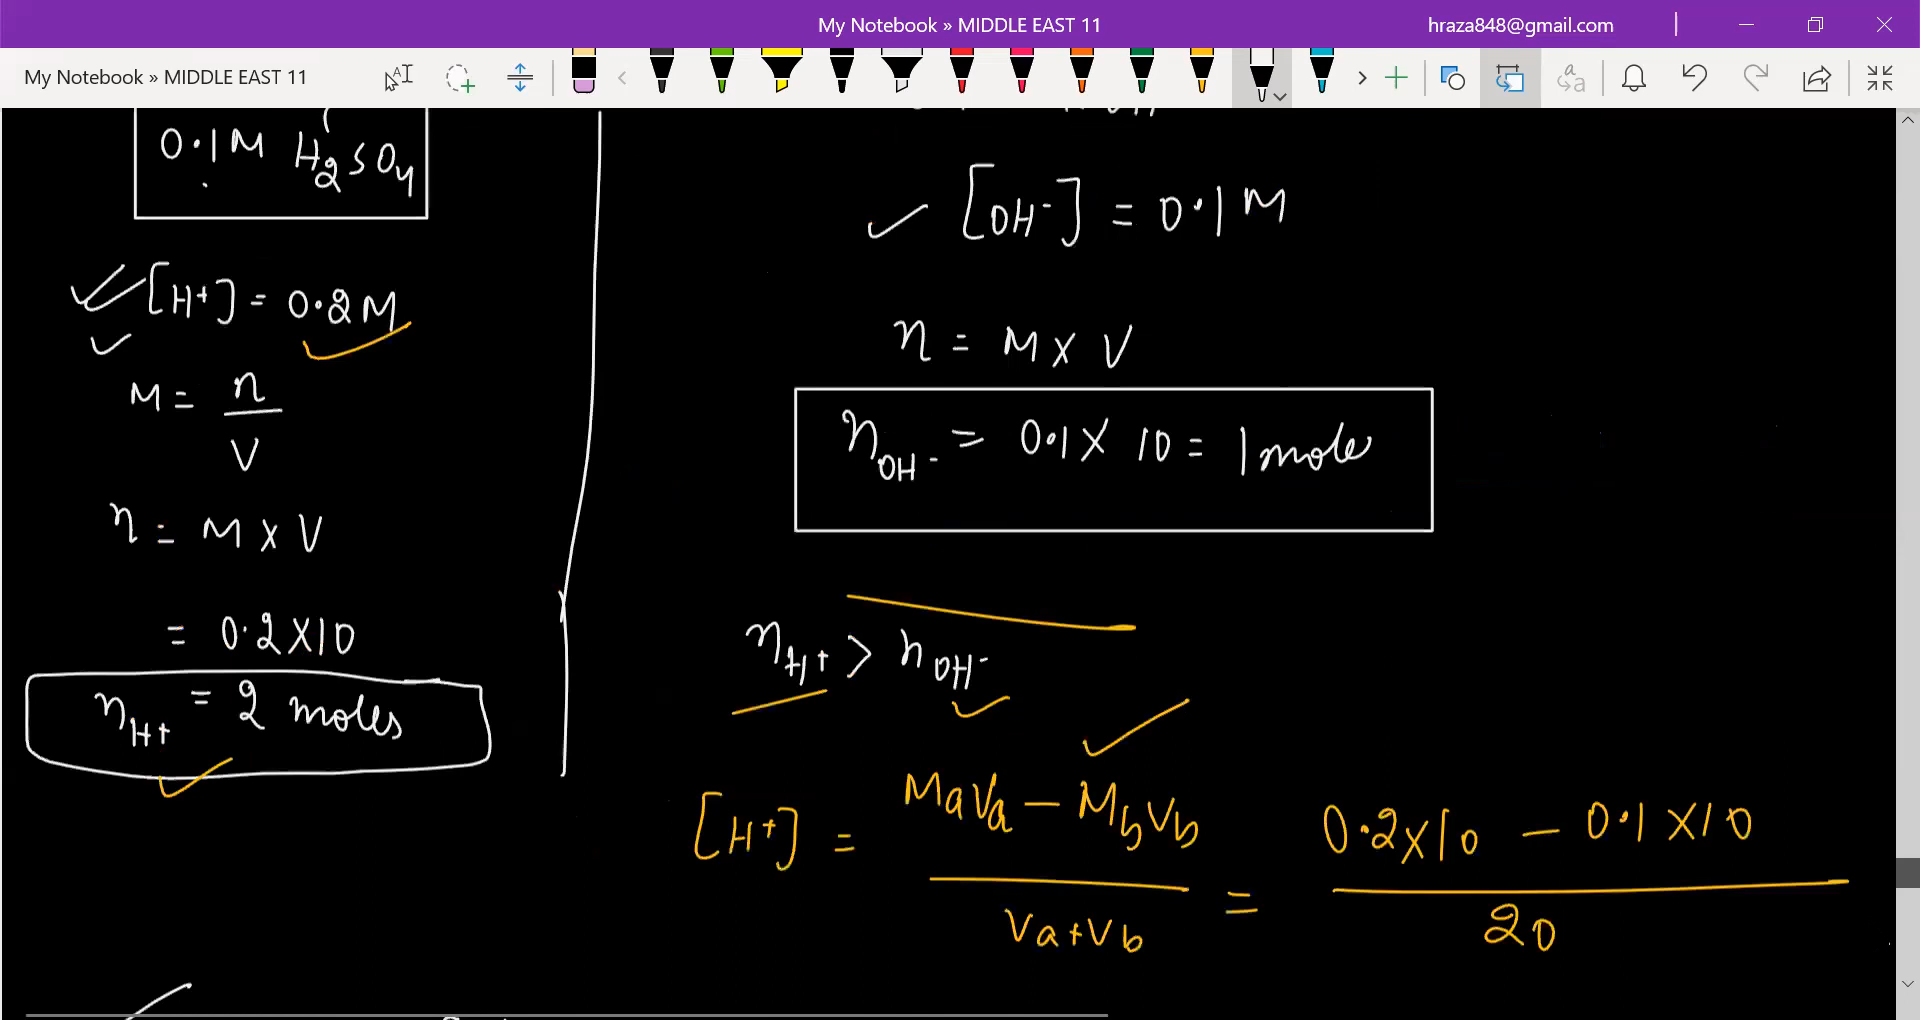 My Notebook » MIDDLE EAST 11
hraza848@gmail.com
My Notebook » MIDDLE EAST 11
0.1M H2SO4
[H+] = 0.2M
M = n
V
n = M x V
= 0.2 X 10
nH+ = 2 moles
[OH-] = 0.1 M
n = M x V
nOH- = 0.1 X 10 = 1 mole
nH+ > nOH-
[H+] = MaVa - MbVb = 0.2x10 - 0.1 x10
Va+Vb
20